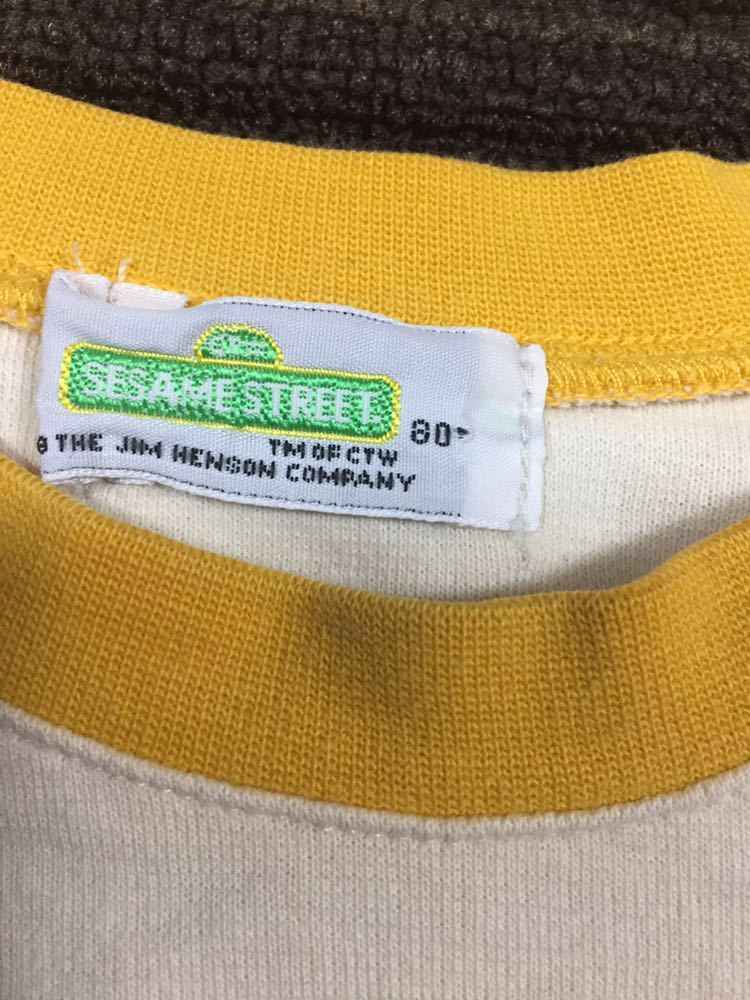 SESAME STREET
80
TM OF CTW
THE JIM HENSON COMPANY